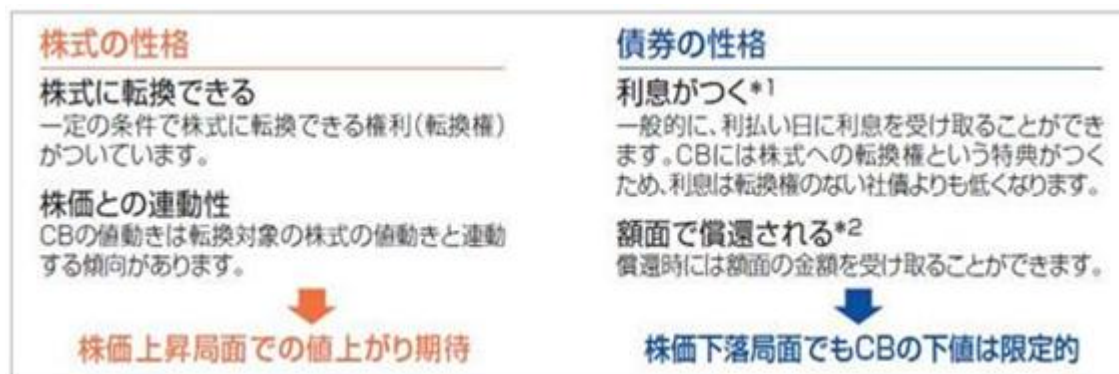 株式の性格
株式に転換できる
一定の条件で株式に転換できる権利(転換権)
がついています。
株価との連動性
CBの値動きは転換対象の株式の値動きと連動
する傾向があります。
株価上昇局面での値上がり期待
債券の性格
利息がつく*1
一般的に、利払い日に利息を受け取ることができ
ます。CBには株式への転換権という特典がつく
ため、利息は転換権のない社債よりも低くなります。
額面で償還される*2
償還時には額面の金額を受け取ることができます。
株価下落局面でもCBの下値は限定的